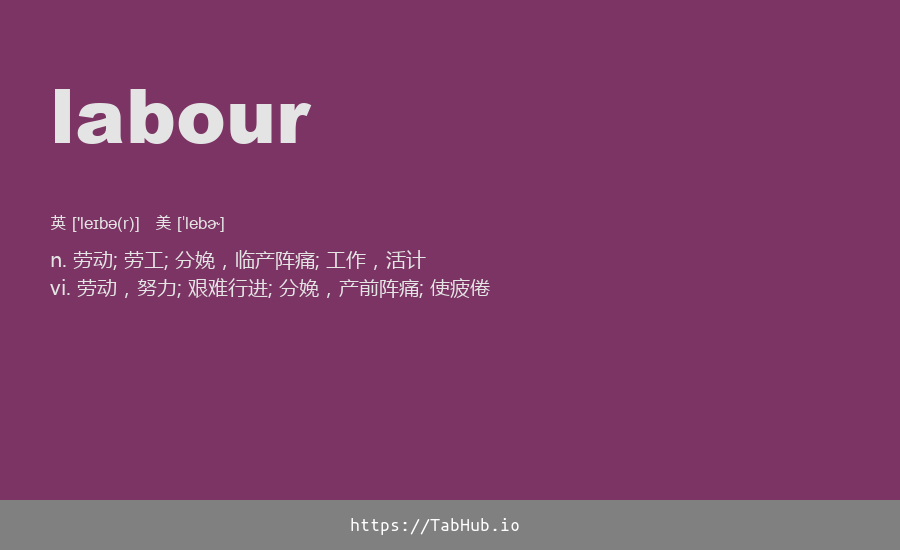 labour
英 ['leɪbə(r)]   美 [ˈlebɚ]
n. 劳动; 劳工; 分娩，临产阵痛; 工作，活计
vi. 劳动，努力; 艰难行进; 分娩，产前阵痛; 使疲倦
https://TabHub.io